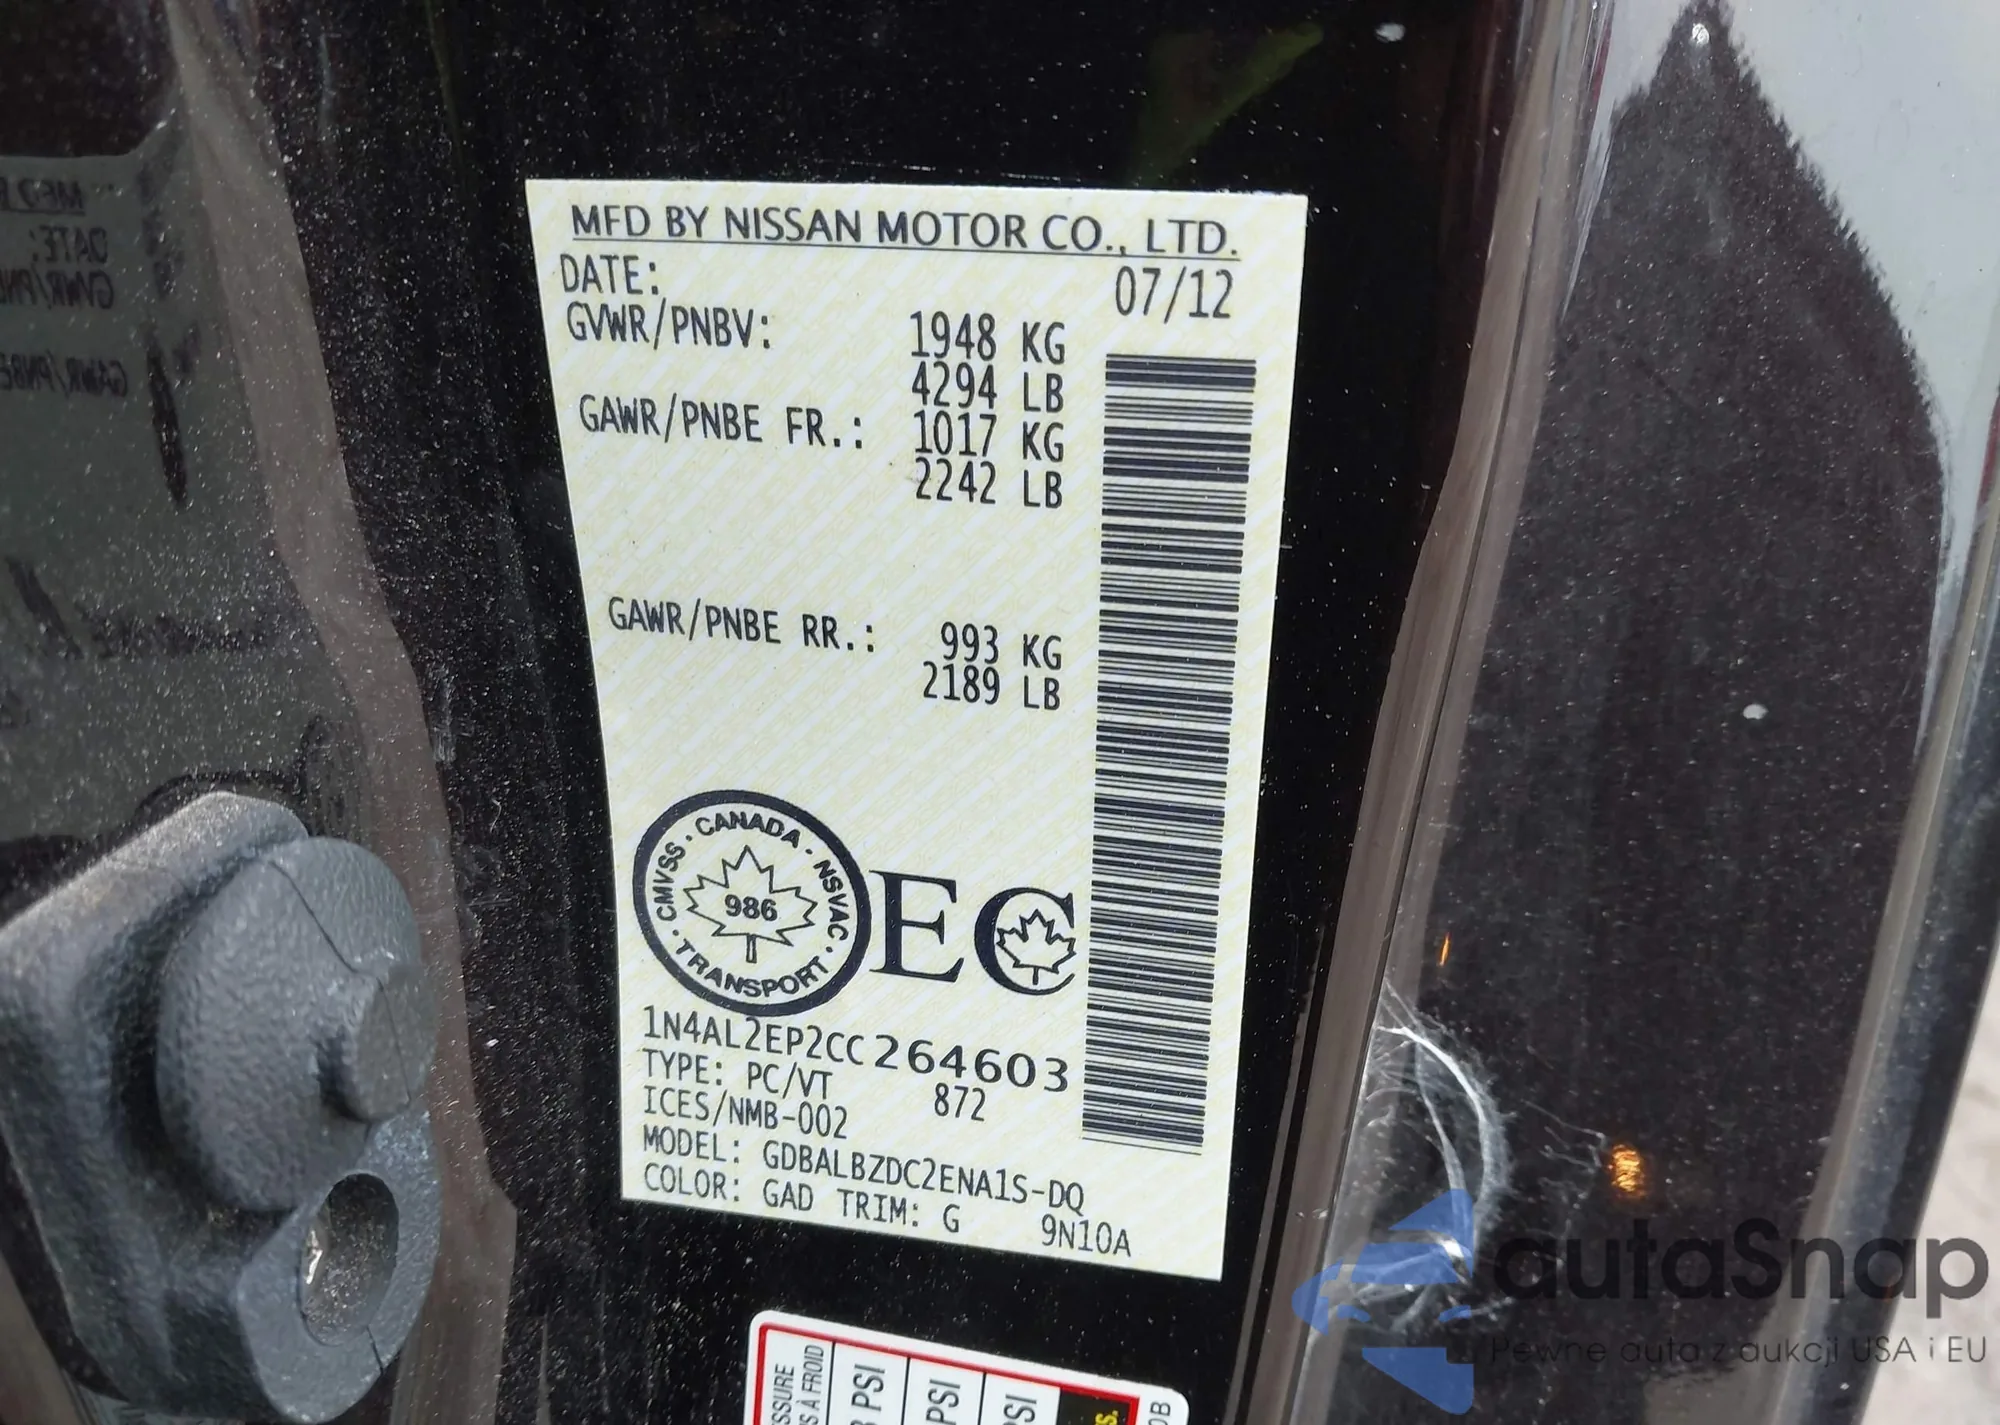 MFD BY NISSAN MOTOR CO., LTD.
DATE: 07/12
GVWR/PNBV: 1948 KG
4294 LB
GAWR/PNBE FR.: 1017 KG
2242 LB
GAWR/PNBE RR.: 993 KG
2189 LB
CANADA · NSVAC · TRANSPORT · CMVSS ·
986
EC
1N4AL2EP2CC264603
TYPE: PC/VT 872
ICES/NMB-002
MODEL: GDBALBZDC2ENA1S-DQ
COLOR: GAD TRIM: G 9N10A
À FROID
PSI
PSI
autaSnap
Pewne auta z aukcji USA i EU